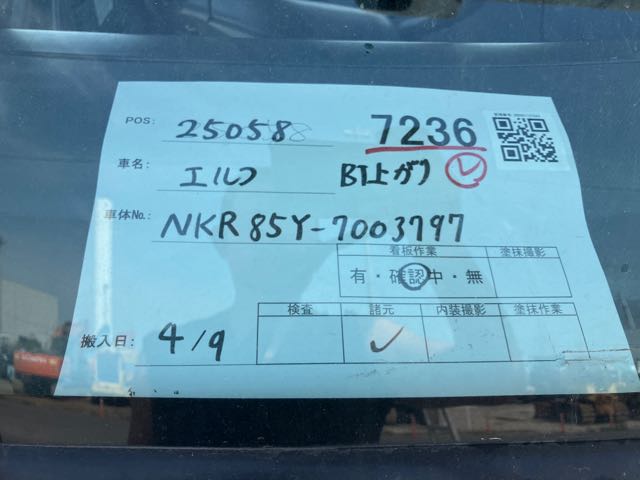 POS: 25058 7236
車名: エルフ BT上がり レ
車体No.: NKR85Y-7003797
看板作業 塗抹撮影
有・確認中・無
検査 諸元 内装撮影 塗抹作業
搬入日: 4/9 ✓